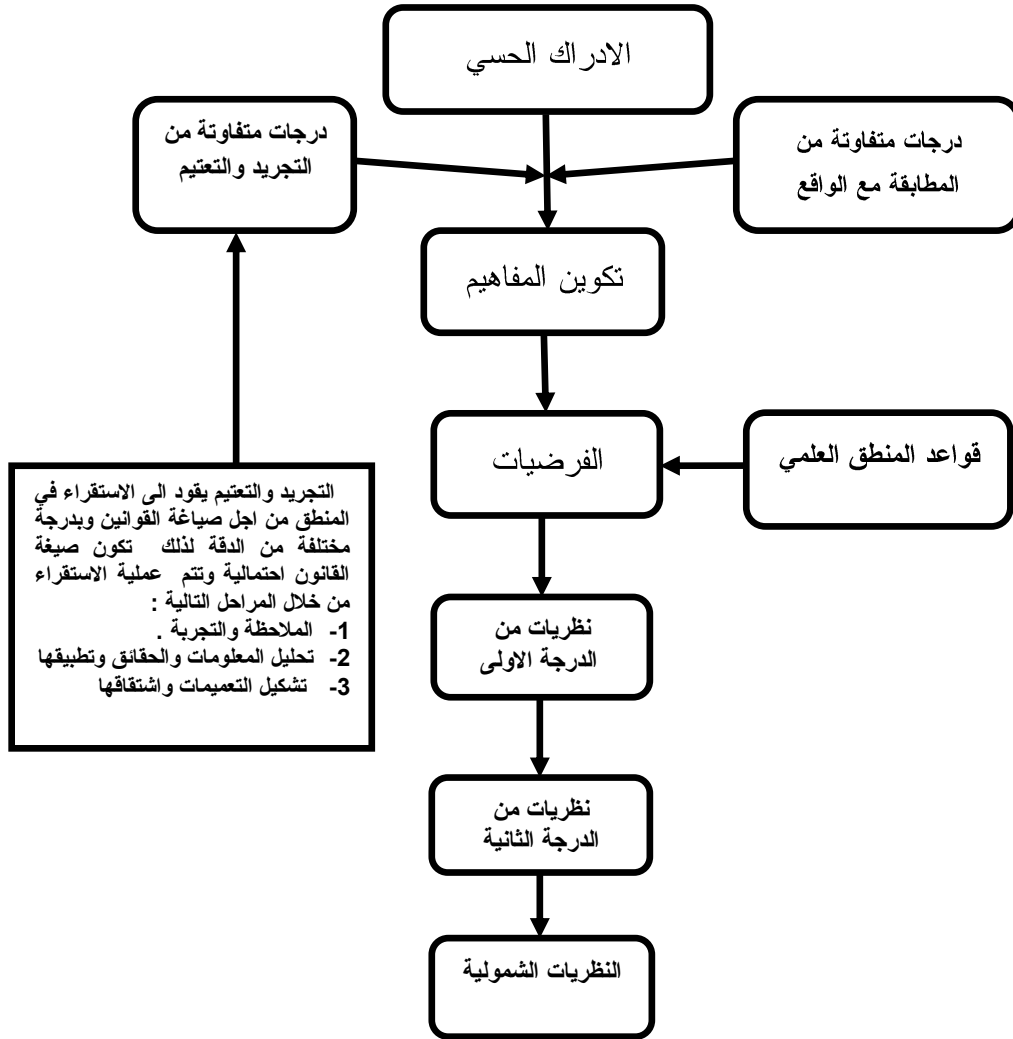 الادراك الحسي
درجات متفاوتة من
المطابقة مع الواقع
درجات متفاوتة من
التجريد والتعتيم
تكوين المفاهيم
الفرضيات
قواعد المنطق العلمي
التجريد والتعتيم يقود الى الاستقراء في
المنطق من اجل صياغة القوانين وبدرجة
مختلفة من الدقة لذلك تكون صيغة
القانون احتمالية وتتم عملية الاستقراء
من خلال المراحل التالية :
1- الملاحظة والتجربة .
2- تحليل المعلومات والحقائق وتطبيقها
3- تشكيل التعميمات واشتقاقها
نظريات من
الدرجة الاولى
نظريات من
الدرجة الثانية
النظريات الشمولية